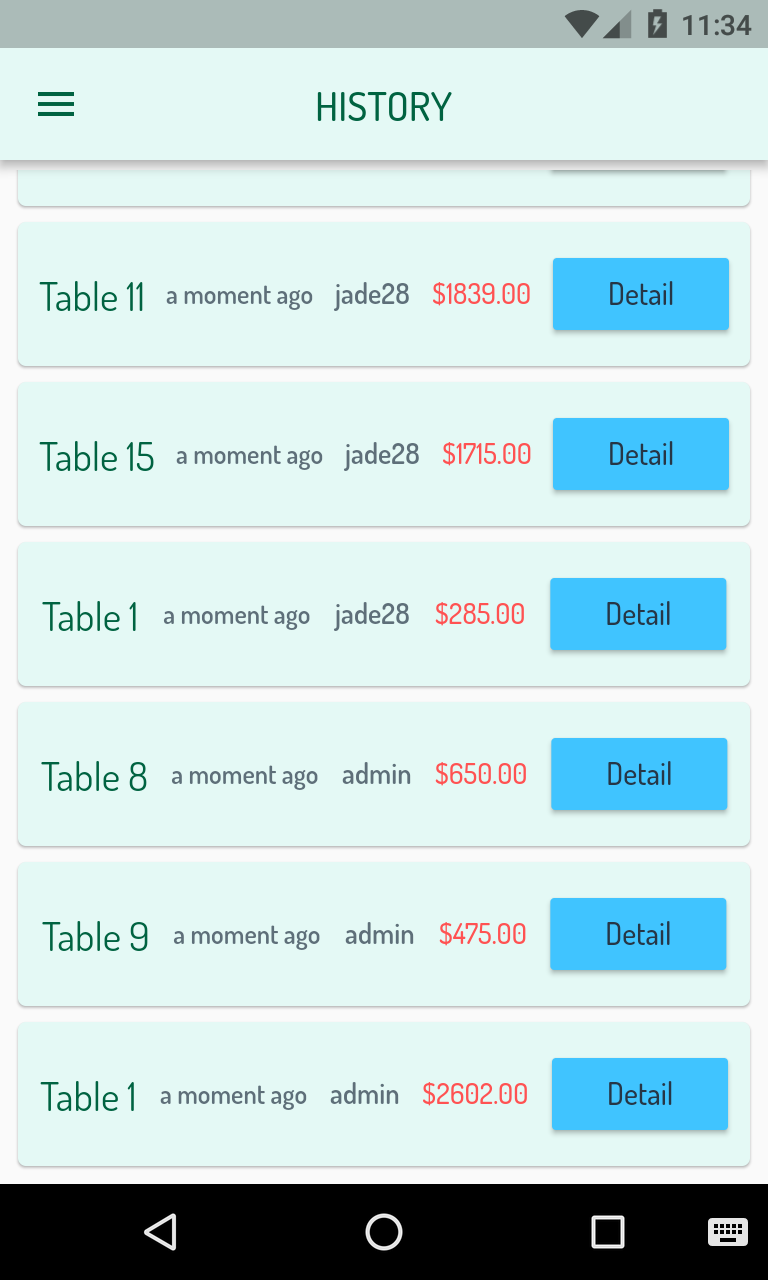 11:34
HISTORY
Table 11 a moment ago jade28 $1839.00 Detail
Table 15 a moment ago jade28 $1715.00 Detail
Table 1 a moment ago jade28 $285.00 Detail
Table 8 a moment ago admin $650.00 Detail
Table 9 a moment ago admin $475.00 Detail
Table 1 a moment ago admin $2602.00 Detail